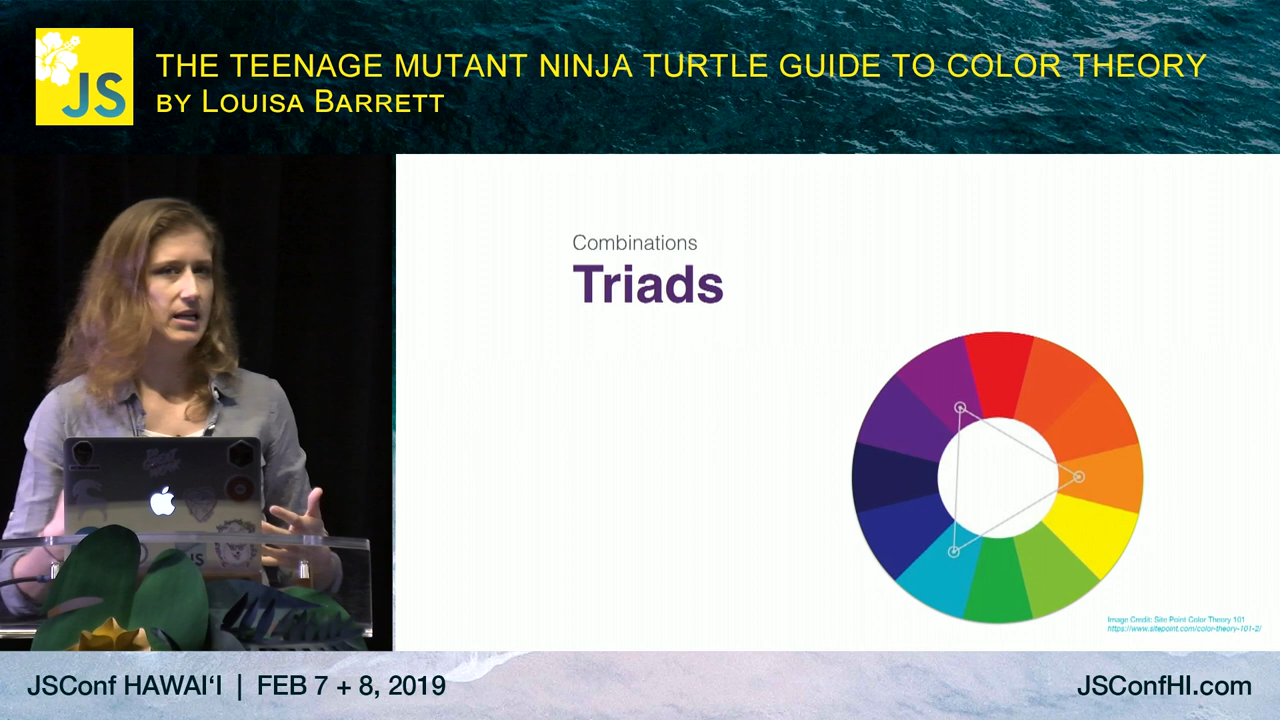 JS
THE TEENAGE MUTANT NINJA TURTLE GUIDE TO COLOR THEORY
BY LOUISA BARRETT
Combinations
Triads
Image Credit: Site Point Color Theory 101
https://www.sitepoint.com/color-theory-101-2/
JSConf HAWAI‘I | FEB 7 + 8, 2019
JSConfHI.com